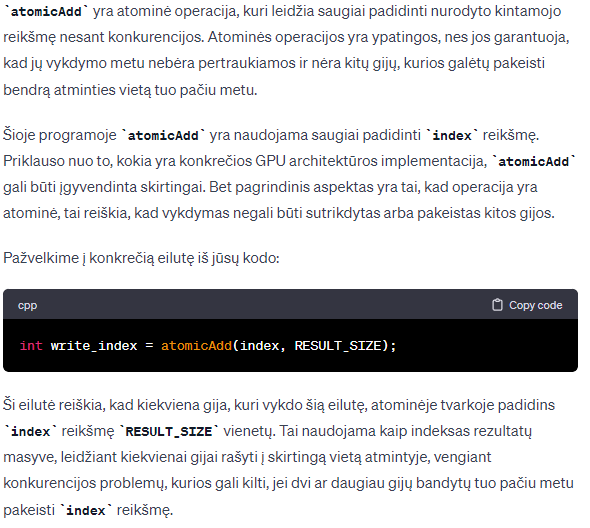 `atomicAdd` yra atominė operacija, kuri leidžia saugiai padidinti nurodyto kintamojo
reikšmę nesant konkurencijos. Atominės operacijos yra ypatingos, nes jos garantuoja,
kad jų vykdymo metu nebėra pertraukiamos ir nėra kitų gijų, kurios galėtų pakeisti
bendrą atminties vietą tuo pačiu metu.
Šioje programoje `atomicAdd` yra naudojama saugiai padidinti `index` reikšmę.
Priklauso nuo to, kokia yra konkrečios GPU architektūros implementacija, `atomicAdd`
gali būti įgyvendinta skirtingai. Bet pagrindinis aspektas yra tai, kad operacija yra
atominė, tai reiškia, kad vykdymas negali būti sutrikdytas arba pakeistas kitos gijos.
Pažvelkime į konkrečią eilutę iš jūsų kodo:
cpp Copy code
int write_index = atomicAdd(index, RESULT_SIZE);
Ši eilutė reiškia, kad kiekviena gija, kuri vykdo šią eilutę, atominėje tvarkoje padidins
`index` reikšmę `RESULT_SIZE` vienetų. Tai naudojama kaip indeksas rezultatų
masyve, leidžiant kiekvienai gijai rašyti į skirtingą vietą atmintyje, vengiant
konkurencijos problemų, kurios gali kilti, jei dvi ar daugiau gijų bandytų tuo pačiu metu
pakeisti `index` reikšmę.